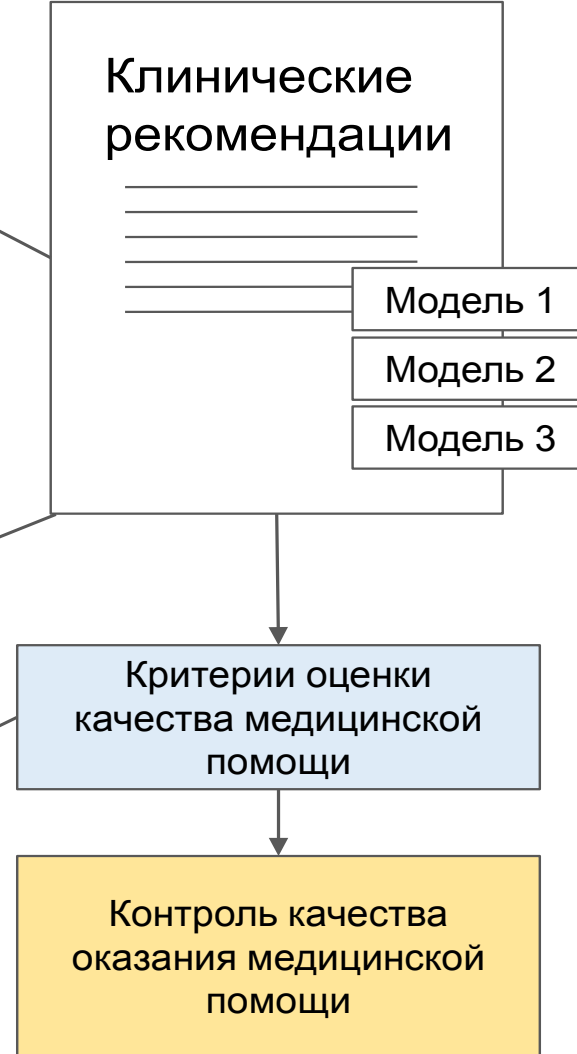 Клинические
рекомендации
Модель 1
Модель 2
Модель 3
Критерии оценки
качества медицинской
помощи
Контроль качества
оказания медицинской
помощи